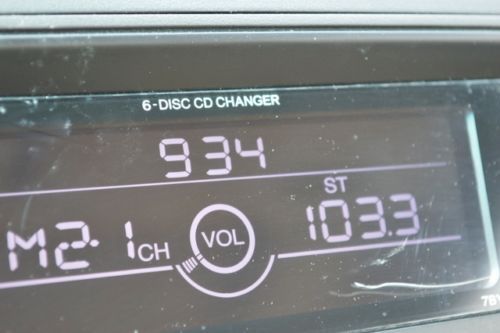 6-DISC CD CHANGER
934
ST
M2-1CH VOL 103.3